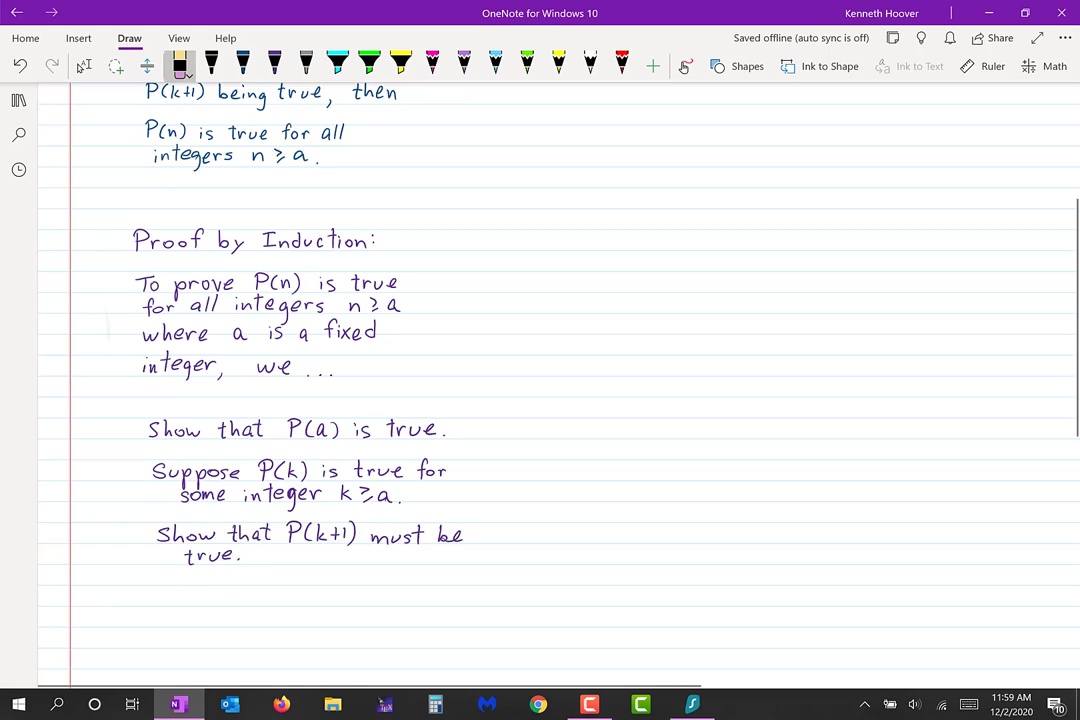 OneNote for Windows 10
Kenneth Hoover
Home Insert Draw View Help
Saved offline (auto sync is off)
Share
Shapes Ink to Shape Ink to Text Ruler Math
P(k+1) being true, then
P(n) is true for all
integers n ≥ a.
Proof by Induction:
To prove P(n) is true
for all integers n ≥ a
where a is a fixed
integer, we ...
Show that P(a) is true.
Suppose P(k) is true for
some integer k ≥ a.
Show that P(k+1) must be
true.
11:59 AM
12/2/2020
10